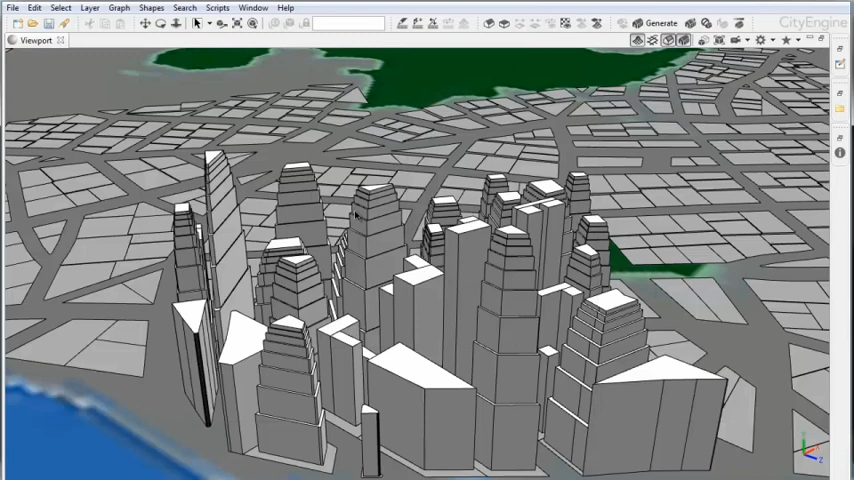 File Edit Select Layer Graph Shapes Search Scripts Window Help
Generate
CityEngine
Viewport
Z